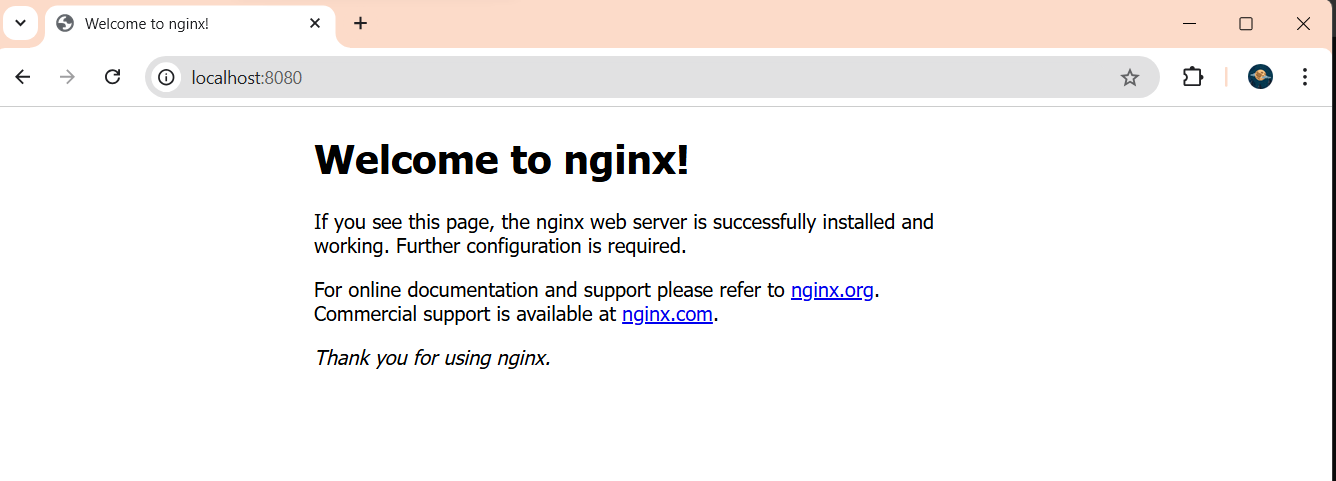 Welcome to nginx!
localhost:8080
Welcome to nginx!
If you see this page, the nginx web server is successfully installed and
working. Further configuration is required.
For online documentation and support please refer to nginx.org.
Commercial support is available at nginx.com.
Thank you for using nginx.